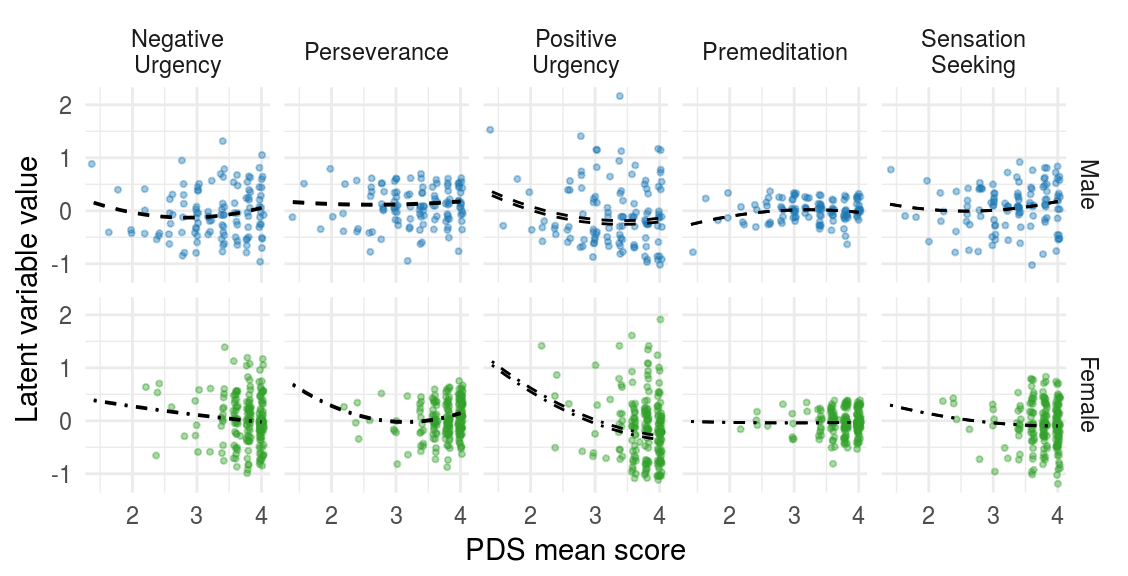 Negative
Urgency
Perseverance
Positive
Urgency
Premeditation
Sensation
Seeking
Latent variable value
2
1
0
-1
Male
2
1
0
-1
Female
2 3 4 2 3 4 2 3 4 2 3 4 2 3 4
PDS mean score